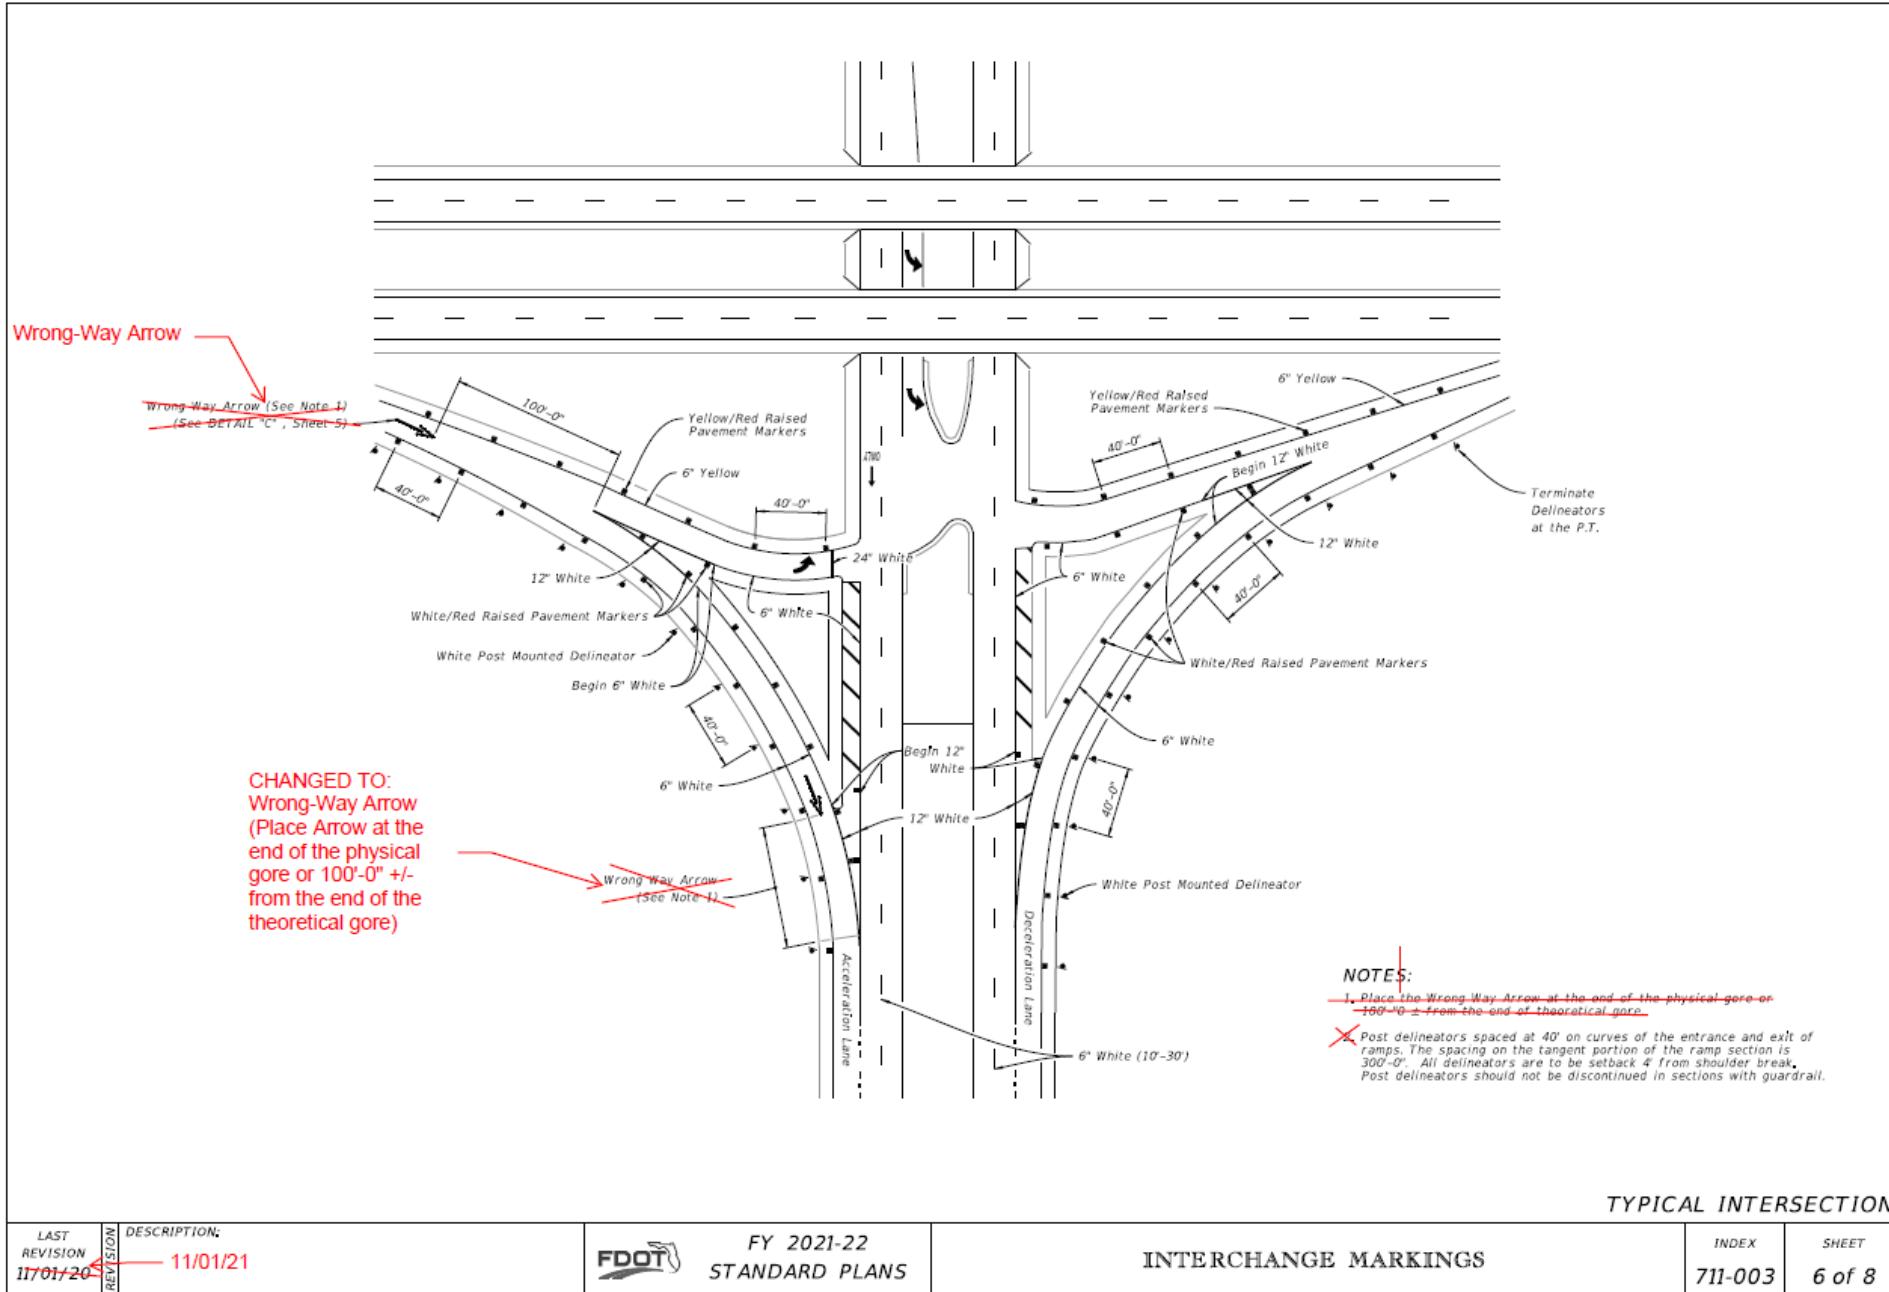 Wrong-Way Arrow
Wrong Way Arrow (See Note 1)
(See DETAIL "C" , Sheet 5)
100'-0"
40'-0"
Yellow/Red Raised
Pavement Markers
6" Yellow
40'-0"
24" White
12" White
White/Red Raised Pavement Markers
6" White
White Post Mounted Delineator
Begin 6" White
40'-0"
6" White
Yellow/Red Raised
Pavement Markers
6" Yellow
40'-0"
Begin 12" White
Terminate
Delineators
at the P.T.
12" White
6" White
40'-0"
White/Red Raised Pavement Markers
6" White
40'-0"
Begin 12"
White
12" White
White Post Mounted Delineator
CHANGED TO:
Wrong-Way Arrow
(Place Arrow at the
end of the physical
gore or 100'-0" +/-
from the end of the
theoretical gore)
Wrong Way Arrow
(See Note 1)
Acceleration Lane
Deceleration Lane
6" White (10'-30')
NOTES:
1. Place the Wrong Way Arrow at the end of the physical gore or
100'-"0 ± from the end of theoretical gore
2. Post delineators spaced at 40' on curves of the entrance and exit of
ramps. The spacing on the tangent portion of the ramp section is
300'-0". All delineators are to be setback 4' from shoulder break.
Post delineators should not be discontinued in sections with guardrail.
TYPICAL INTERSECTION
LAST
REVISION
11/01/20
REVISION
DESCRIPTION:
11/01/21
FDOT
FY 2021-22
STANDARD PLANS
INTERCHANGE MARKINGS
INDEX
711-003
SHEET
6 of 8